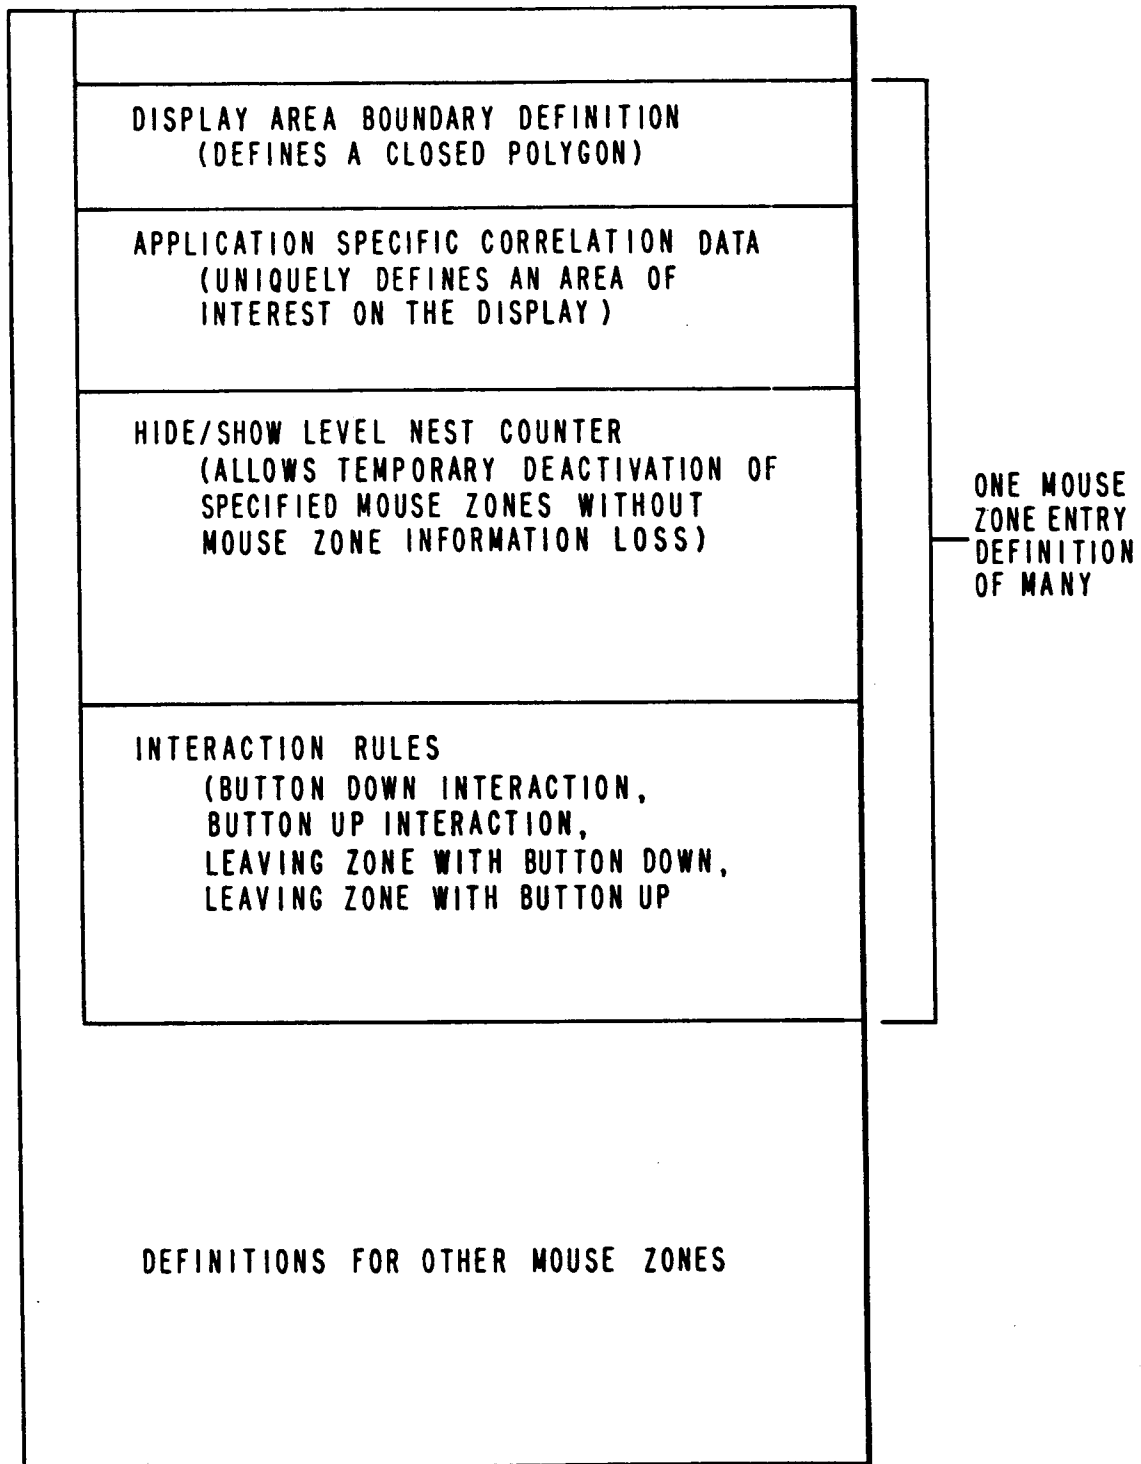 DISPLAY AREA BOUNDARY DEFINITION
(DEFINES A CLOSED POLYGON)
APPLICATION SPECIFIC CORRELATION DATA
(UNIQUELY DEFINES AN AREA OF
INTEREST ON THE DISPLAY)
HIDE/SHOW LEVEL NEST COUNTER
(ALLOWS TEMPORARY DEACTIVATION OF
SPECIFIED MOUSE ZONES WITHOUT
MOUSE ZONE INFORMATION LOSS)
INTERACTION RULES
(BUTTON DOWN INTERACTION,
BUTTON UP INTERACTION,
LEAVING ZONE WITH BUTTON DOWN,
LEAVING ZONE WITH BUTTON UP
ONE MOUSE
ZONE ENTRY
DEFINITION
OF MANY
DEFINITIONS FOR OTHER MOUSE ZONES